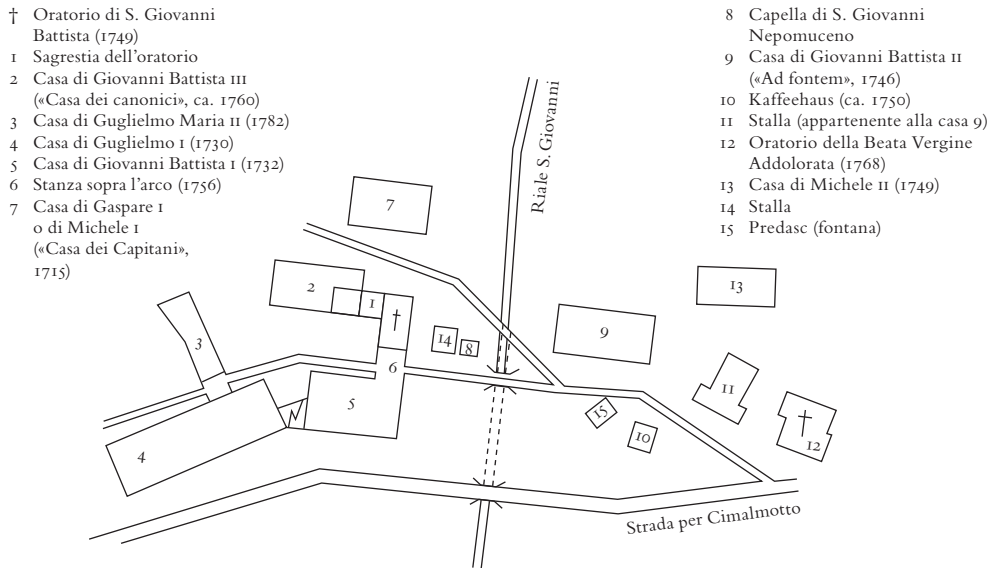 † Oratorio di S. Giovanni
Battista (1749)
1 Sagrestia dell'oratorio
2 Casa di Giovanni Battista III
(«Casa dei canonici», ca. 1760)
3 Casa di Guglielmo Maria II (1782)
4 Casa di Guglielmo I (1730)
5 Casa di Giovanni Battista I (1732)
6 Stanza sopra l'arco (1756)
7 Casa di Gaspare I
o di Michele I
(«Casa dei Capitani»,
1715)
8 Capella di S. Giovanni
Nepomuceno
9 Casa di Giovanni Battista II
(«Ad fontem», 1746)
10 Kaffeehaus (ca. 1750)
11 Stalla (appartenente alla casa 9)
12 Oratorio della Beata Vergine
Addolorata (1768)
13 Casa di Michele II (1749)
14 Stalla
15 Predasc (fontana)
Riale S. Giovanni
7
2
1
†
14
8
9
13
3
6
5
4
11
15
10
†
12
Strada per Cimalmotto